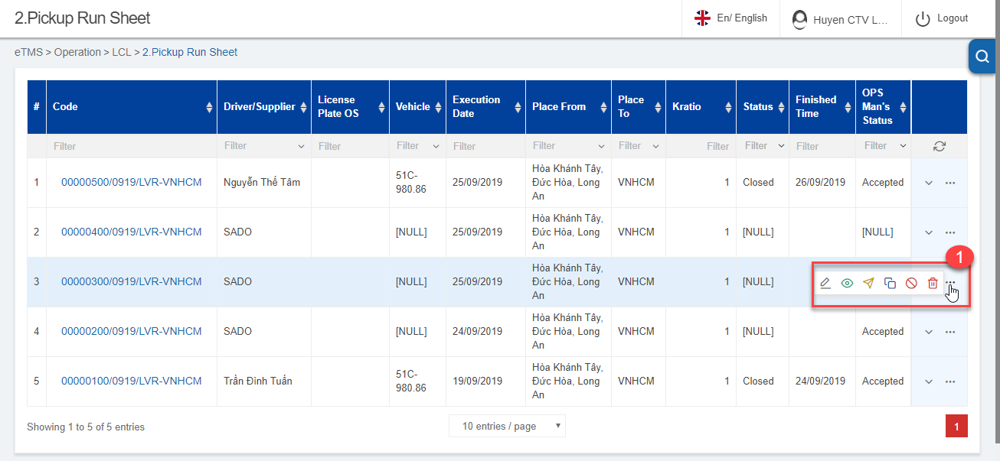 2.Pickup Run Sheet
En/ English
Huyen CTV L...
Logout
eTMS > Operation > LCL > 2.Pickup Run Sheet
# Code Driver/Supplier License Plate OS Vehicle Execution Date Place From Place To Kratio Status Finished Time OPS Man's Status
Filter Filter Filter Filter Filter Filter Filter Filter Filter Filter Filter
1 00000500/0919/LVR-VNHCM Nguyễn Thế Tâm 51C-980.86 25/09/2019 Hòa Khánh Tây, Đức Hòa, Long An VNHCM 1 Closed 26/09/2019 Accepted
2 00000400/0919/LVR-VNHCM SADO [NULL] 25/09/2019 Hòa Khánh Tây, Đức Hòa, Long An VNHCM 1 [NULL] [NULL]
1
3 00000300/0919/LVR-VNHCM SADO [NULL] 25/09/2019 Hòa Khánh Tây, Đức Hòa, Long An VNHCM 1 [NULL]
4 00000200/0919/LVR-VNHCM SADO [NULL] 24/09/2019 Hòa Khánh Tây, Đức Hòa, Long An VNHCM 1 [NULL] Accepted
5 00000100/0919/LVR-VNHCM Trần Đình Tuấn 51C-980.86 19/09/2019 Hòa Khánh Tây, Đức Hòa, Long An VNHCM 1 Closed 24/09/2019 Accepted
Showing 1 to 5 of 5 entries
10 entries / page
1